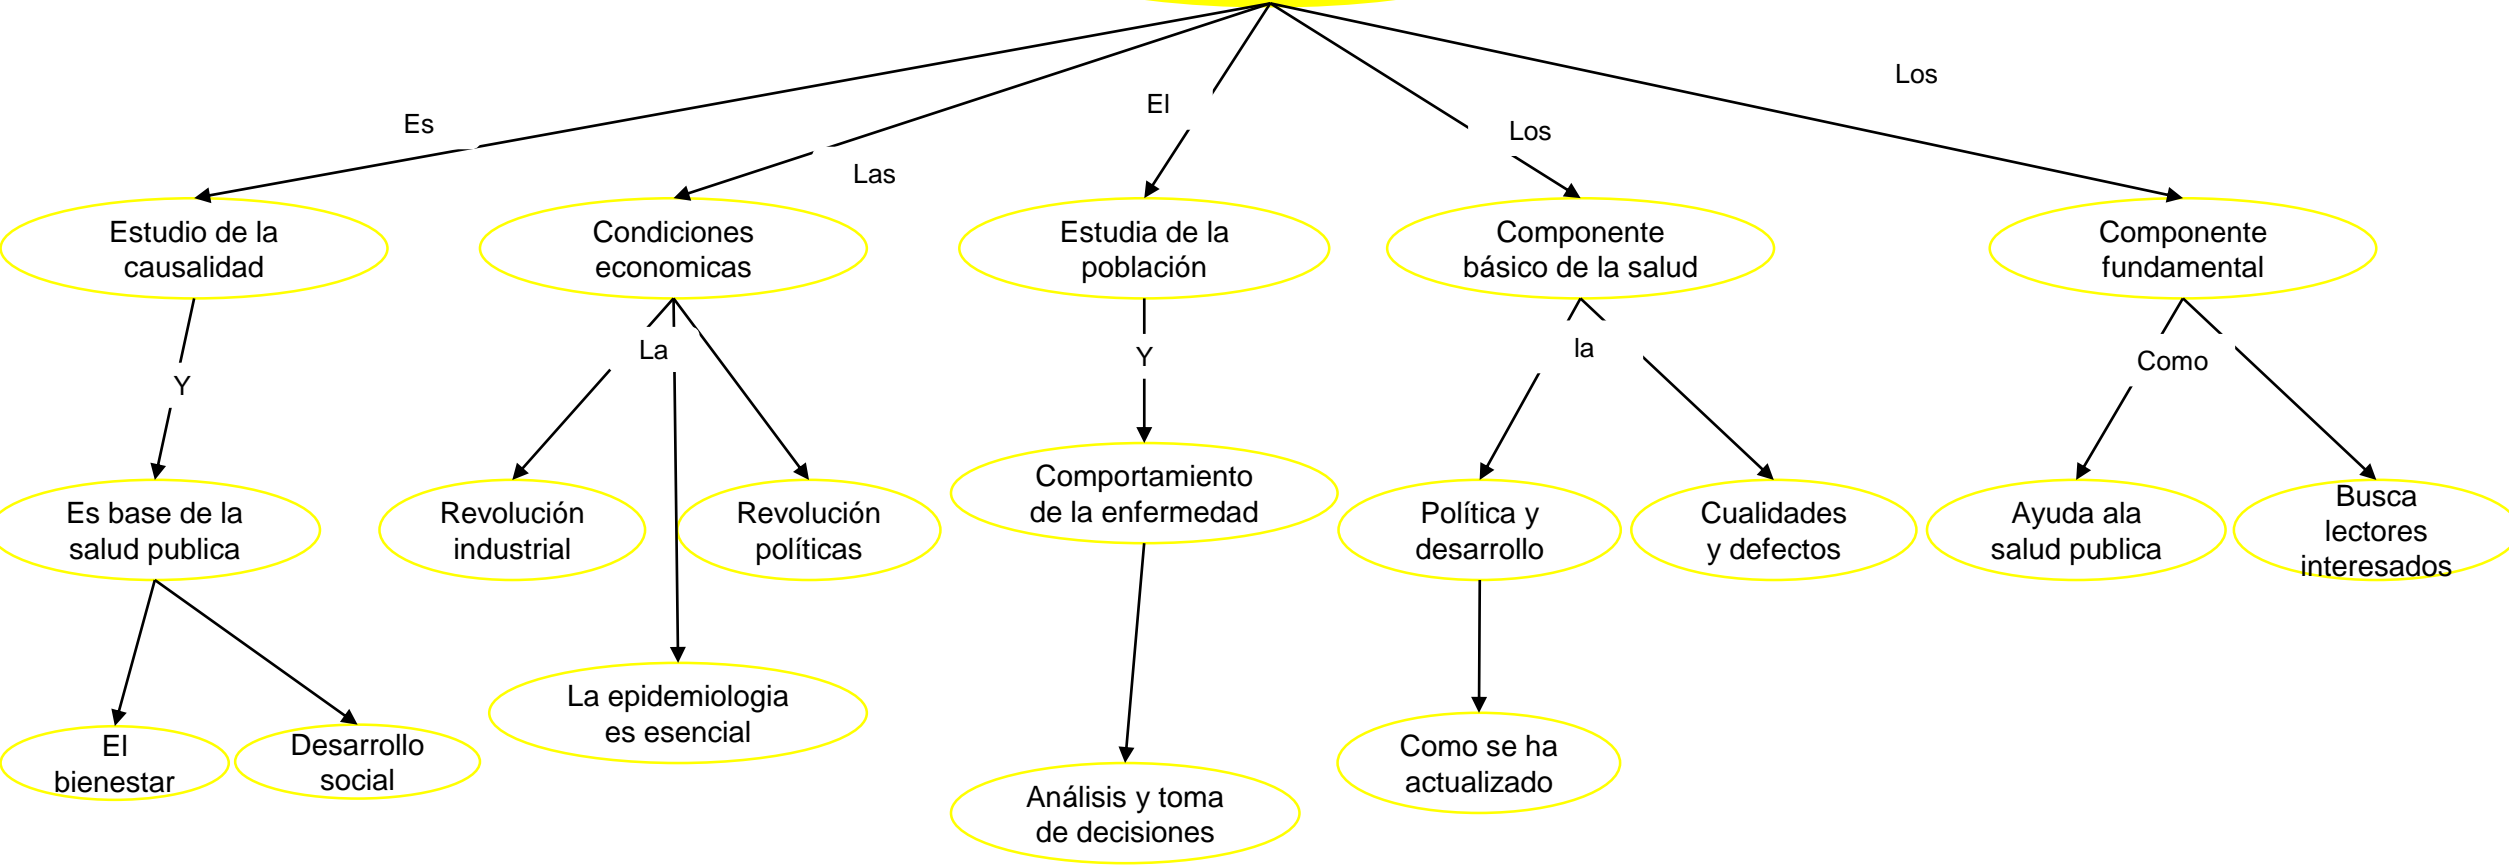 Los
El
Es
Los
Las
Estudio de la
causalidad
Condiciones
economicas
Estudia de la
población
Componente
básico de la salud
Componente
fundamental
La
Y
la
Como
Y
Comportamiento
de la enfermedad
Es base de la
salud publica
Revolución
industrial
Revolución
políticas
Política y
desarrollo
Cualidades
y defectos
Ayuda ala
salud publica
Busca
lectores
interesados
La epidemiologia
es esencial
El
bienestar
Desarrollo
social
Como se ha
actualizado
Análisis y toma
de decisiones